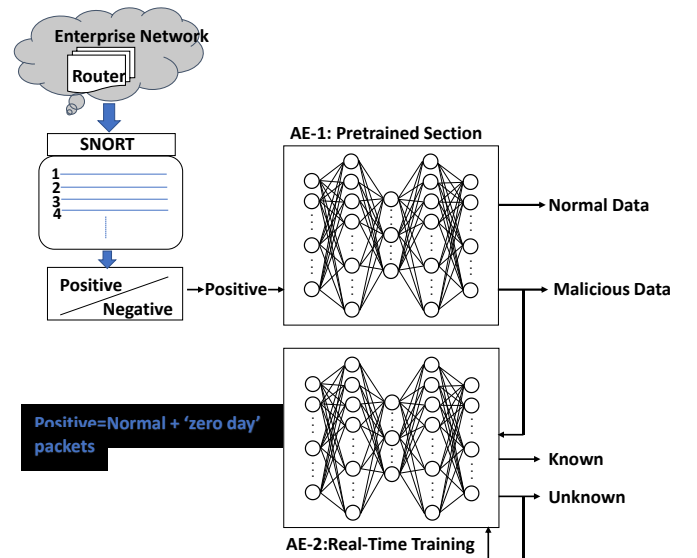 Enterprise Network
Router
SNORT
1
2
3
4
Positive
Negative
Positive
AE-1: Pretrained Section
Normal Data
Malicious Data
Positive=Normal + ‘zero day’
packets
Known
Unknown
AE-2:Real-Time Training